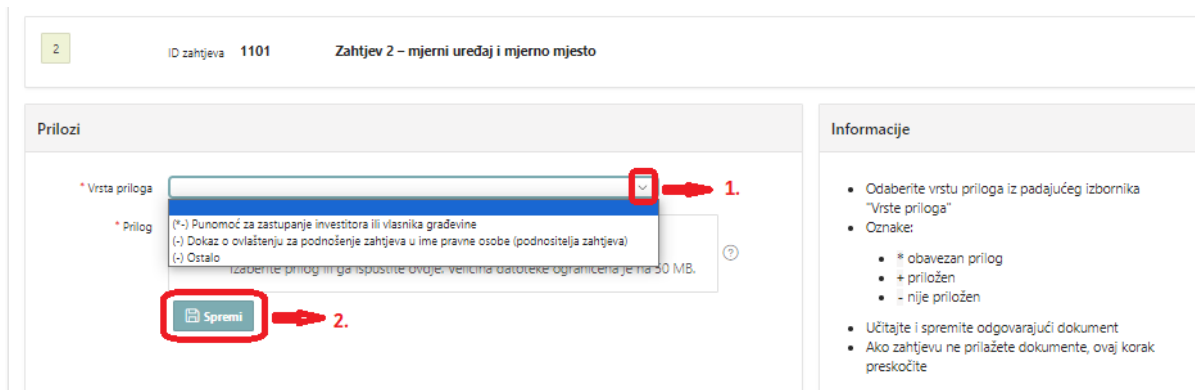 2
ID zahtjeva 1101 Zahtjev 2 – mjerni uređaj i mjerno mjesto
Prilozi
* Vrsta priloga
1.
(*-) Punomoć za zastupanje investitora ili vlasnika građevine
(-) Dokaz o ovlaštenju za podnošenje zahtjeva u ime pravne osobe (podnositelja zahtjeva)
(-) Ostalo
* Prilog
Izaberite prilog ili ga ispustite ovdje. Veličina datoteke ograničena je na 50 MB.
?
Spremi
2.
Informacije
• Odaberite vrstu priloga iz padajućeg izbornika
"Vrste priloga"
• Oznake:
• * obavezan prilog
• + priložen
• - nije priložen
• Učitajte i spremite odgovarajući dokument
• Ako zahtjevu ne prilažete dokumente, ovaj korak
preskočite